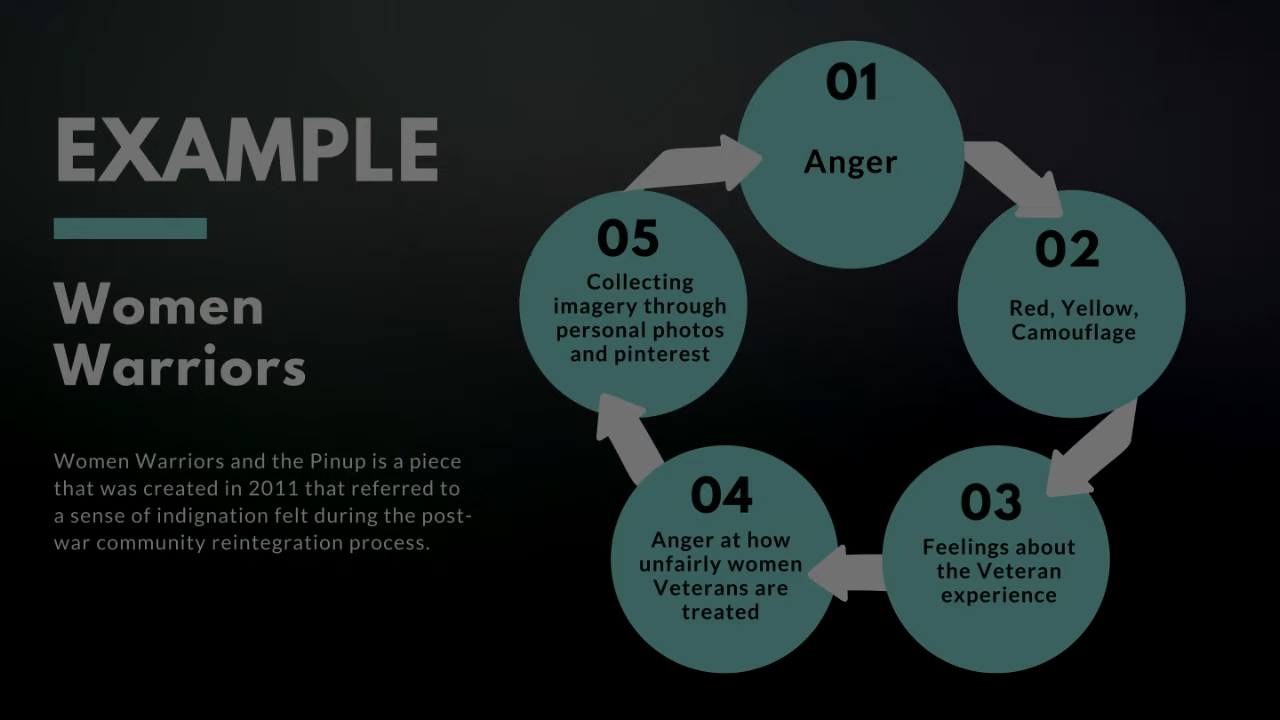 EXAMPLE
Women
Warriors
Women Warriors and the Pinup is a piece
that was created in 2011 that referred to
a sense of indignation felt during the post-
war community reintegration process.
01
Anger
02
Red, Yellow,
Camouflage
03
Feelings about
the Veteran
experience
04
Anger at how
unfairly women
Veterans are
treated
05
Collecting
imagery through
personal photos
and pinterest